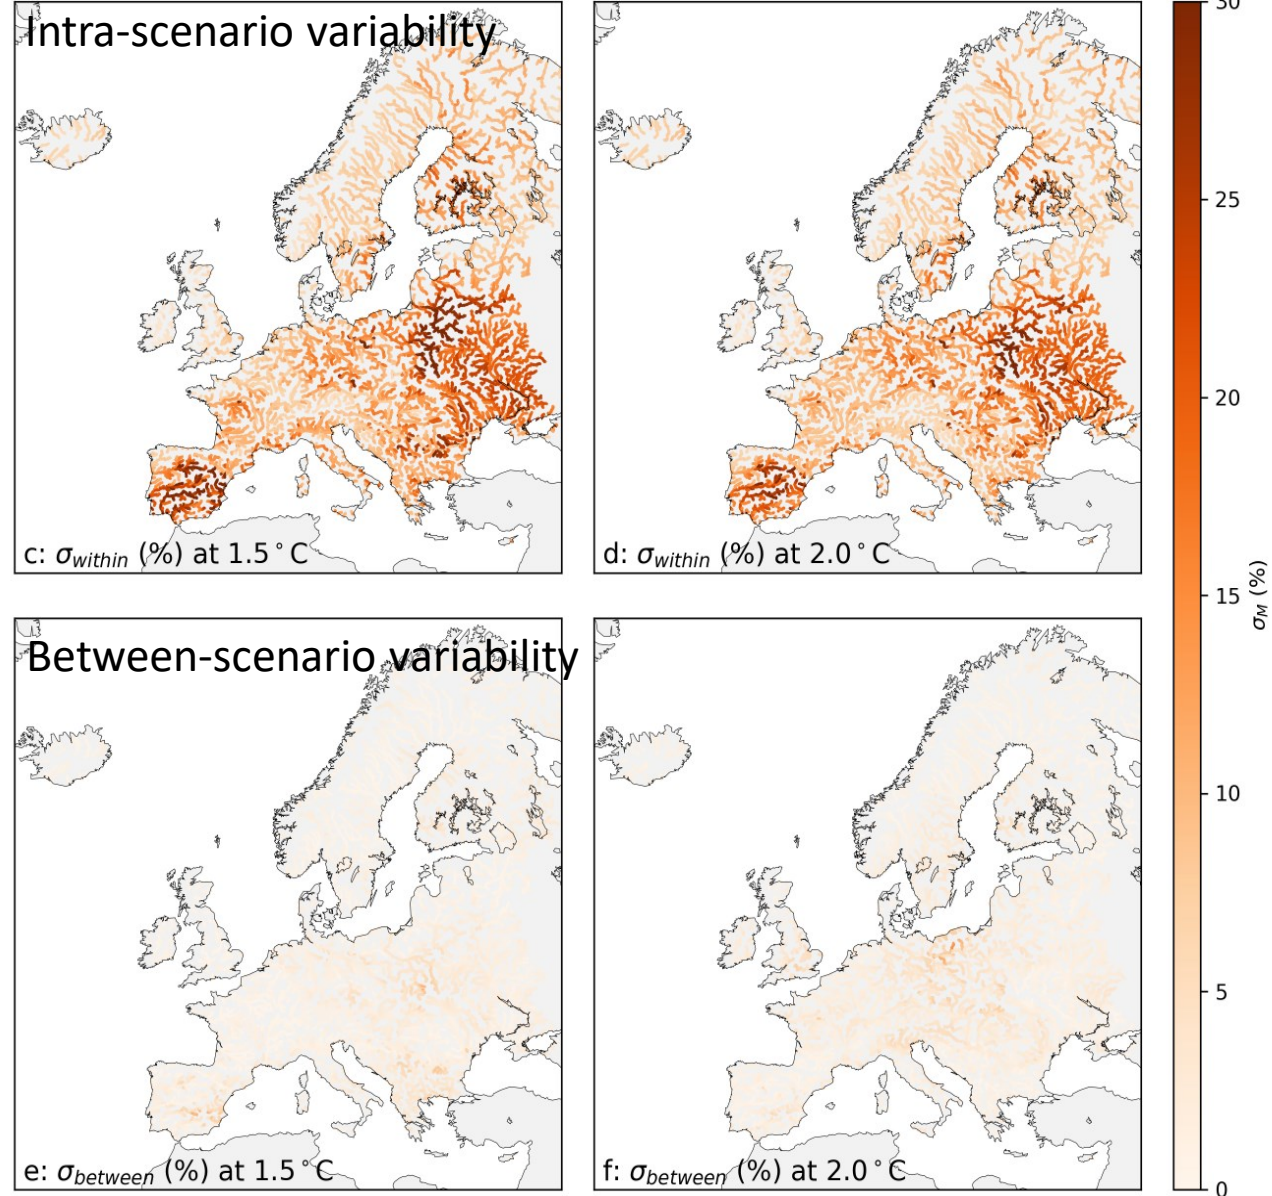 Intra-scenario variability
c: σwithin (%) at 1.5°C
d: σwithin (%) at 2.0°C
Between-scenario variability
e: σbetween (%) at 1.5°C
f: σbetween (%) at 2.0°C
30
25
20
15
10
5
0
σM (%)